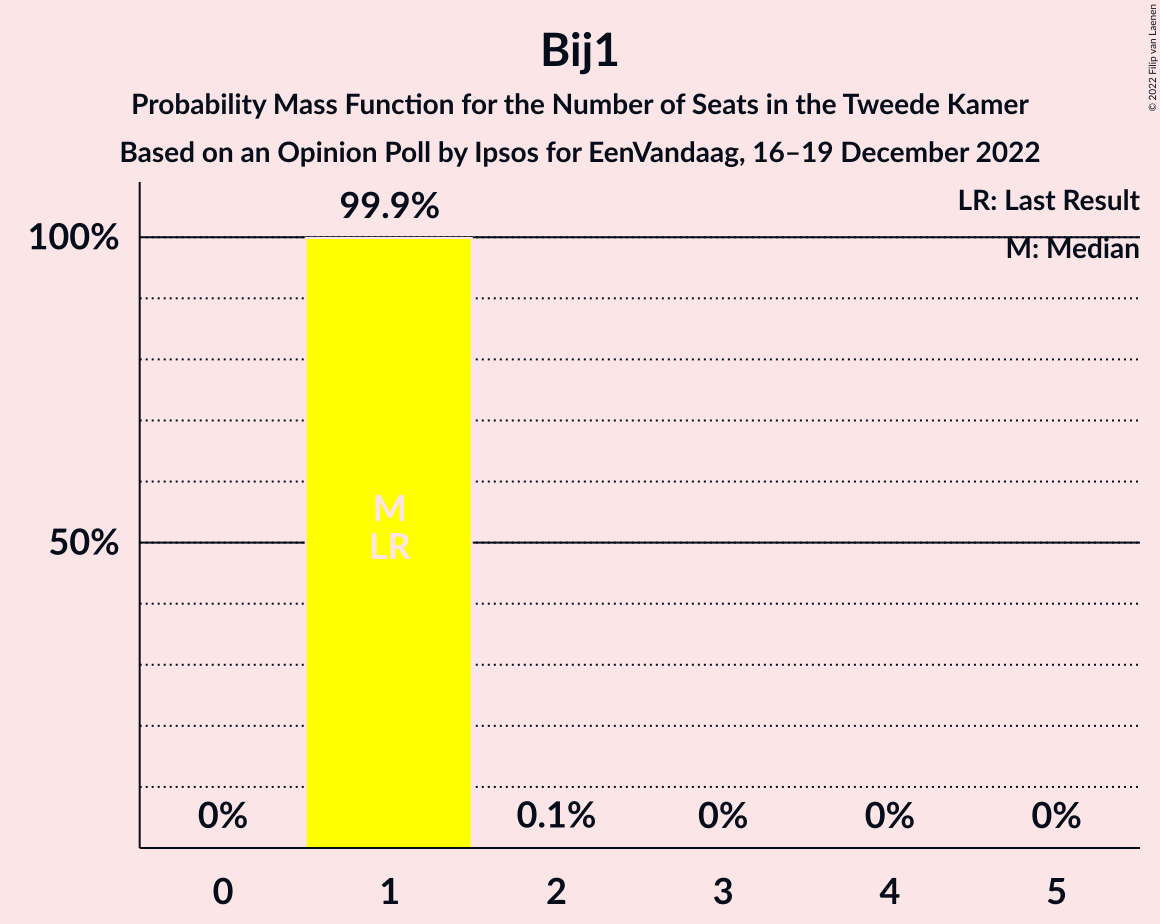 Bij1
Probability Mass Function for the Number of Seats in the Tweede Kamer
Based on an Opinion Poll by Ipsos for EenVandaag, 16–19 December 2022
© 2022 Filip van Laenen
LR: Last Result
M: Median
99.9%
100%
50%
M
LR
0%
0.1%
0%
0%
0%
0
1
2
3
4
5